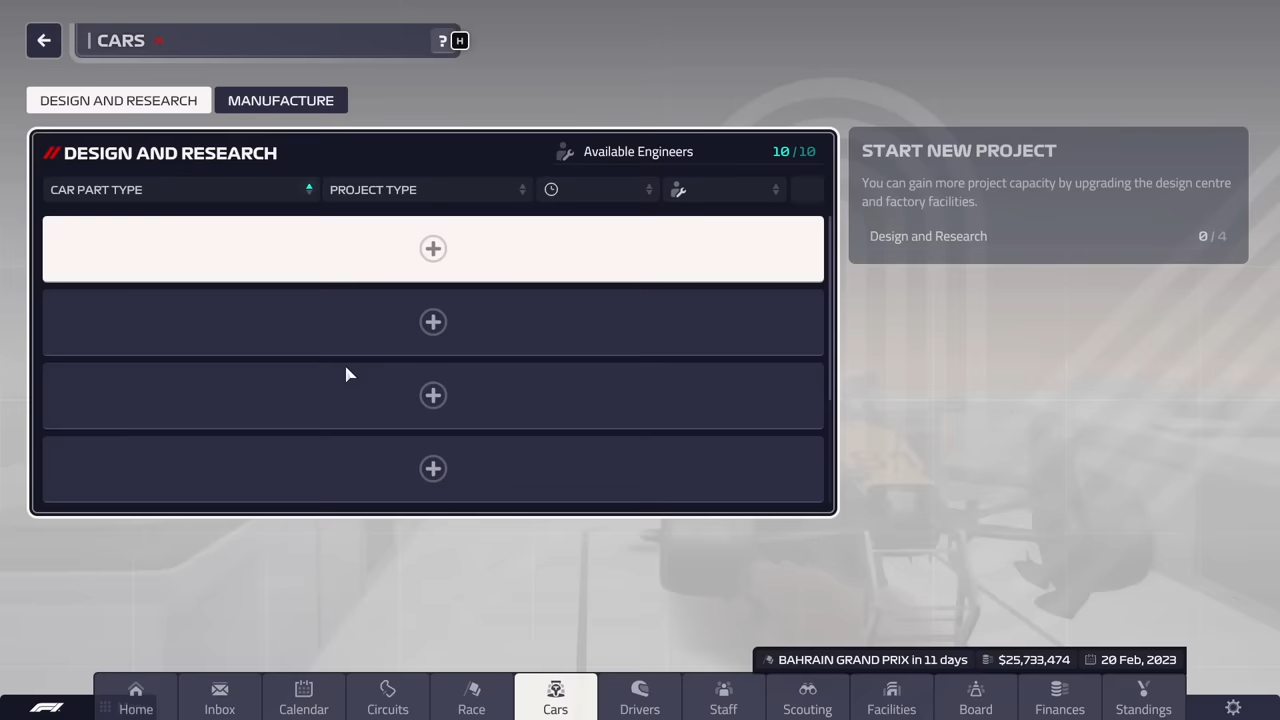 CARS
? H
DESIGN AND RESEARCH
MANUFACTURE
DESIGN AND RESEARCH
Available Engineers 10/10
CAR PART TYPE
PROJECT TYPE
START NEW PROJECT
You can gain more project capacity by upgrading the design centre
and factory facilities.
Design and Research 0/4
BAHRAIN GRAND PRIX in 11 days
$25,733,474
20 Feb, 2023
Home
Inbox
Calendar
Circuits
Race
Cars
Drivers
Staff
Scouting
Facilities
Board
Finances
Standings